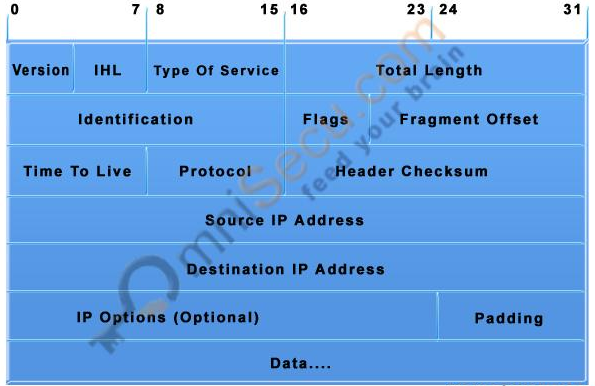 0 7 8 15 16 23 24 31
Version IHL Type Of Service Total Length
Identification Flags Fragment Offset
Time To Live Protocol Header Checksum
Source IP Address
Destination IP Address
IP Options (Optional) Padding
Data....
OmniSecu.com
feed your brain